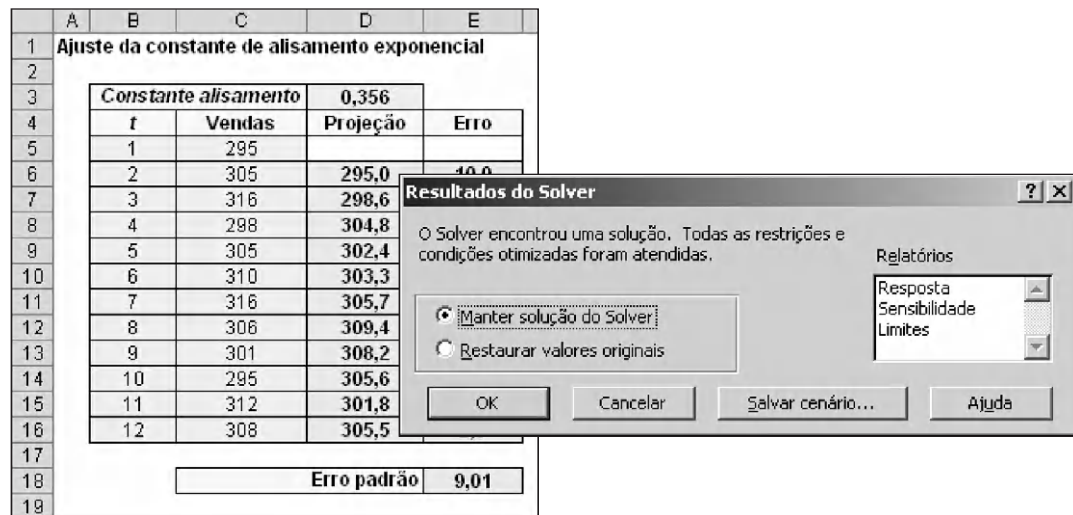 A B C D E
1 Ajuste da constante de alisamento exponencial
2
3 Constante alisamento 0,356
4 t Vendas Projeção Erro
5 1 295
6 2 305 295,0
7 3 316 298,6
8 4 298 304,8
9 5 305 302,4
10 6 310 303,3
11 7 316 305,7
12 8 306 309,4
13 9 301 308,2
14 10 295 305,6
15 11 312 301,8
16 12 308 305,5
17
18 Erro padrão 9,01
19
Resultados do Solver
O Solver encontrou uma solução. Todas as restrições e
condições otimizadas foram atendidas.
Relatórios
Resposta
Sensibilidade
Limites
Manter solução do Solver
Restaurar valores originais
OK Cancelar Salvar cenário... Ajuda